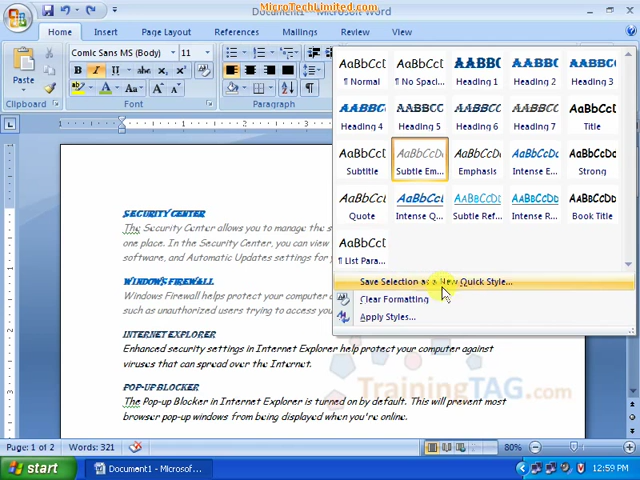 MicroTechLimited.com
Document1 - Microsoft Word
Home Insert Page Layout References Mailings Review View
Comic Sans MS (Body) 11
Paste
B I U
Clipboard Font Paragraph
AaBbCcI AaBbCcI AABBC AABBCC AABBCC
¶ Normal ¶ No Spaci... Heading 1 Heading 2 Heading 3
AABBCC AABBCC AABBCC AABBCC AaBbCc
Heading 4 Heading 5 Heading 6 Heading 7 Title
AaBbCcI AaBbCcDc AaBbCcDc AaBbCcDc AaBbCcI
Subtitle Subtle Em... Emphasis Intense E... Strong
AaBbCcI AaBbCcI AABBCCDD AABBCCDD AABBCCDD
Quote Intense Q... Subtle Ref... Intense R... Book Title
AaBbCcI
¶ List Para...
Save Selection as a New Quick Style...
Clear Formatting
Apply Styles...
SECURITY CENTER
The Security Center allows you to manage the
one place. In the Security Center, you can view
software, and Automatic Updates settings for
WINDOWS FIREWALL
Windows Firewall helps protect your computer
such as unauthorized users trying to access you
INTERNET EXPLORER
Enhanced security settings in Internet Explorer help protect your computer against
viruses that can spread over the Internet.
POP-UP BLOCKER
The Pop-up Blocker in Internet Explorer is turned on by default. This will prevent most
browser pop-up windows from being displayed when you're online.
TrainingTAG.com
Page: 1 of 2 Words: 321 80%
start Document1 - Microsof... 12:59 PM